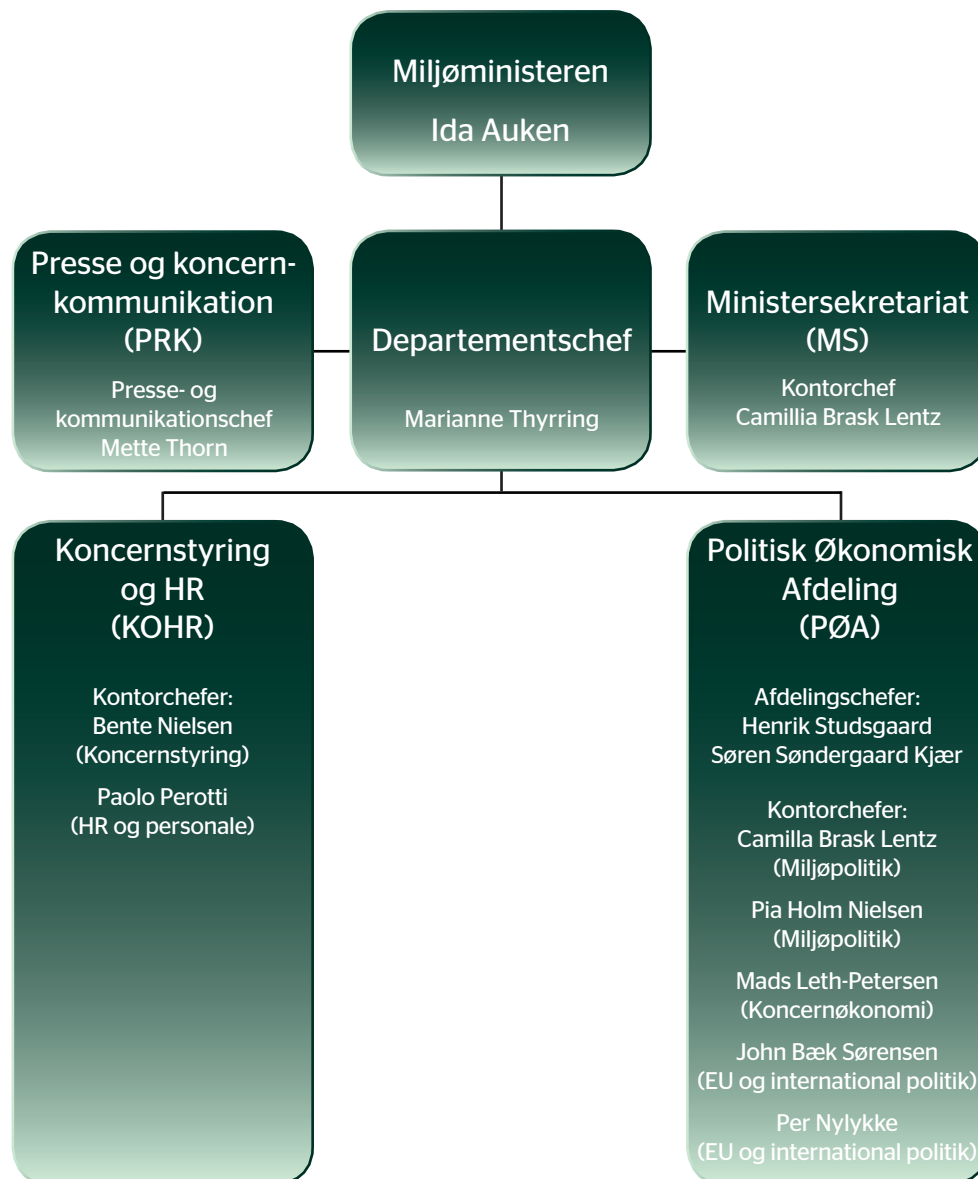 Miljøministeren
Ida Auken
Presse og koncern-
kommunikation
(PRK)
Presse- og
kommunikationschef
Mette Thorn
Departementschef
Marianne Thyrring
Ministersekretariat
(MS)
Kontorchef
Camillia Brask Lentz
Koncernstyring
og HR
(KOHR)
Kontorchefer:
Bente Nielsen
(Koncernstyring)
Paolo Perotti
(HR og personale)
Politisk Økonomisk
Afdeling
(PØA)
Afdelingschefer:
Henrik Studsgaard
Søren Søndergaard Kjær
Kontorchefer:
Camilla Brask Lentz
(Miljøpolitik)
Pia Holm Nielsen
(Miljøpolitik)
Mads Leth-Petersen
(Koncernøkonomi)
John Bæk Sørensen
(EU og international politik)
Per Nylykke
(EU og international politik)